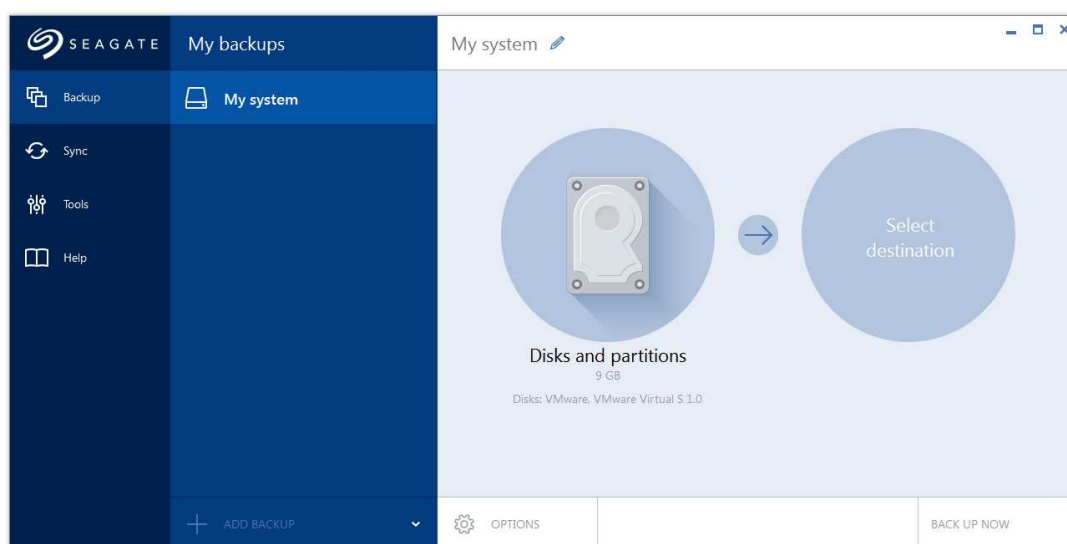 SEAGATE
My backups
My system
Backup
My system
Sync
Tools
Help
Select
destination
Disks and partitions
9 GB
Disks: VMware, VMware Virtual S 1.0
ADD BACKUP
OPTIONS
BACK UP NOW